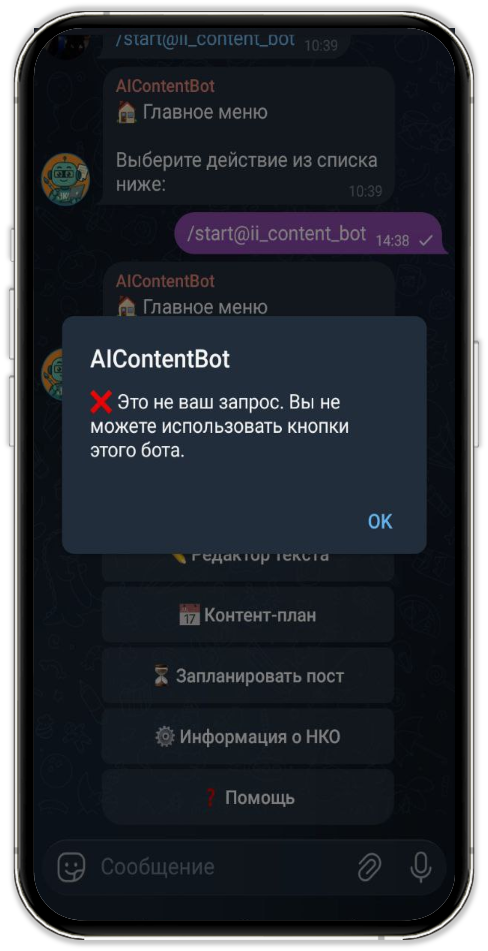 /start@ii_content_bot 10:39
AIContentBot
Главное меню
Выберите действие из списка
ниже:
10:39
/start@ii_content_bot 14:38
AIContentBot
Главное меню
AIContentBot
❌ Это не ваш запрос. Вы не
можете использовать кнопки
этого бота.
OK
Редактор текста
17 Контент-план
Запланировать пост
Информация о НКО
❓ Помощь
Сообщение